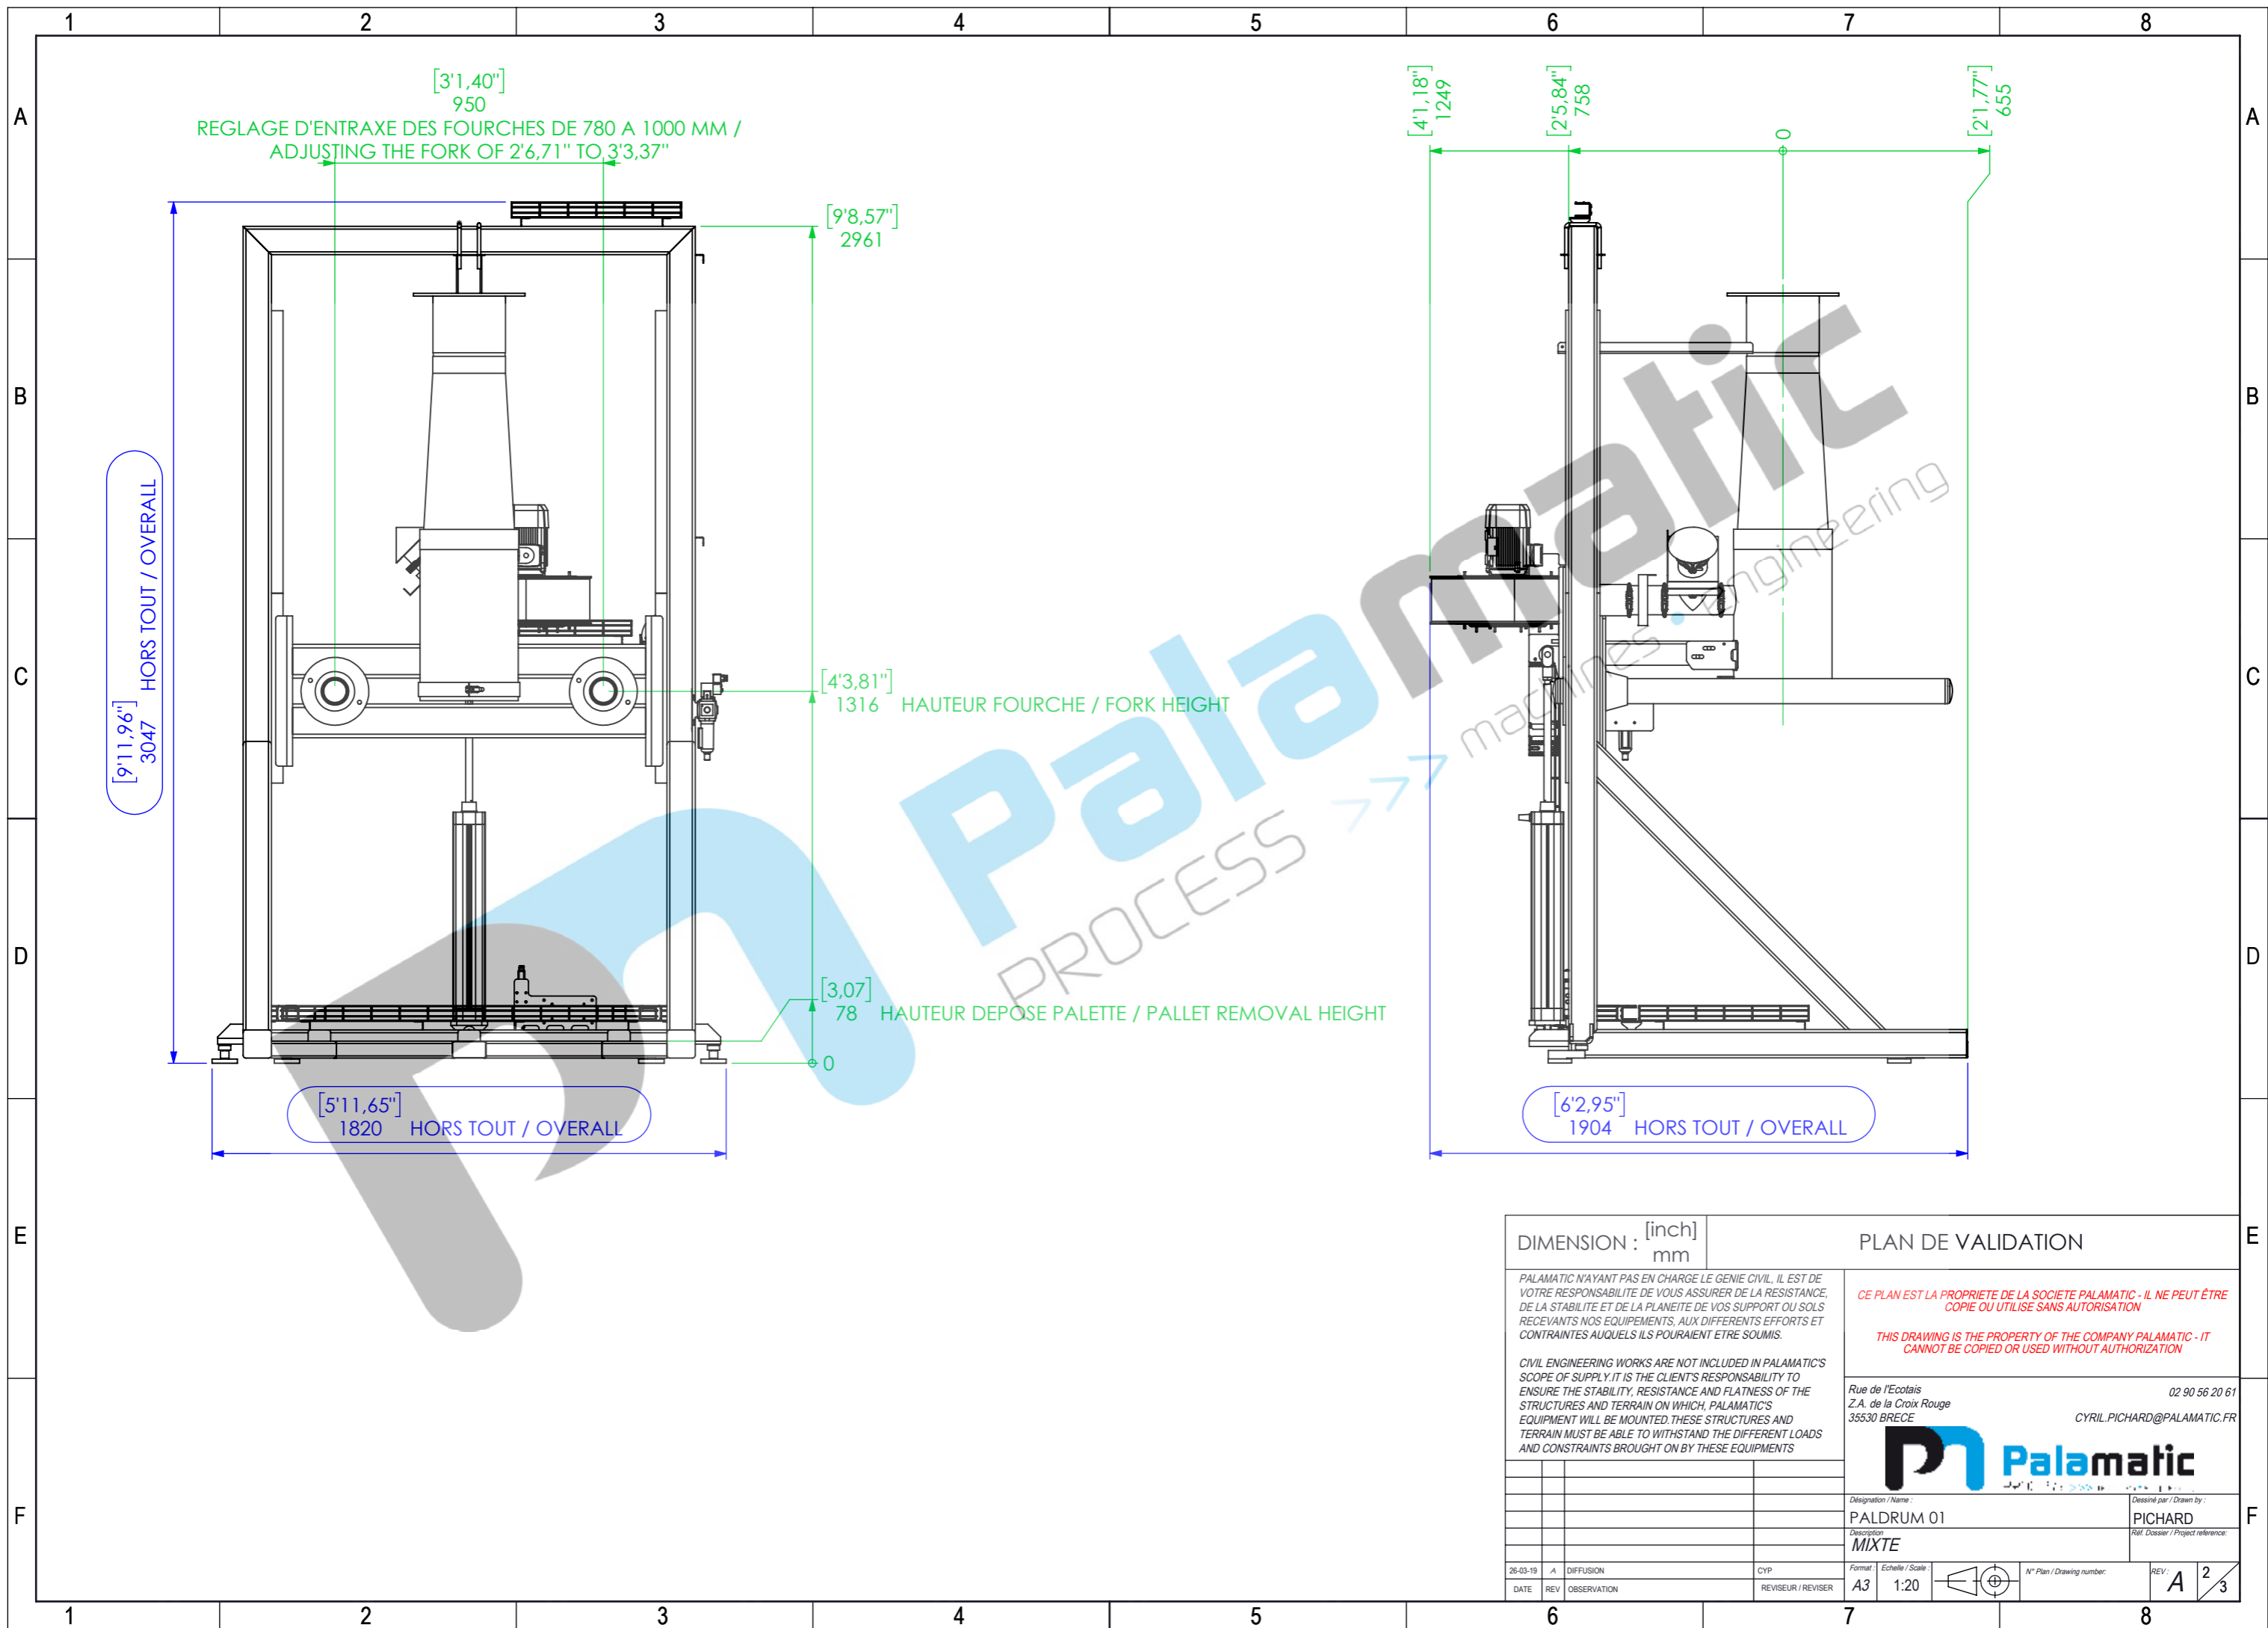 1 2 3 4 5 6 7 8
A
B
C
D
E
F
A
B
C
D
E
F
[3'1,40"]
950
REGLAGE D'ENTRAXE DES FOURCHES DE 780 A 1000 MM /
ADJUSTING THE FORK OF 2'6,71" TO 3'3,37"
[9'8,57"]
2961
[9'11,96"]
3047 HORS TOUT / OVERALL
[4'3,81"]
1316 HAUTEUR FOURCHE / FORK HEIGHT
[3,07]
78 HAUTEUR DEPOSE PALETTE / PALLET REMOVAL HEIGHT
0
[5'11,65"]
1820 HORS TOUT / OVERALL
[4'1,18"]
1249
[2'5,84"]
758
0
[2'1,77"]
655
[6'2,95"]
1904 HORS TOUT / OVERALL
Palamatic
PROCESS >>> machines • engineering
DIMENSION : [inch]
mm
PLAN DE VALIDATION
PALAMATIC N'AYANT PAS EN CHARGE LE GENIE CIVIL, IL EST DE
VOTRE RESPONSABILITE DE VOUS ASSURER DE LA RESISTANCE,
DE LA STABILITE ET DE LA PLANEITE DE VOS SUPPORT OU SOLS
RECEVANTS NOS EQUIPEMENTS, AUX DIFFERENTS EFFORTS ET
CONTRAINTES AUQUELS ILS POURAIENT ETRE SOUMIS.
CIVIL ENGINEERING WORKS ARE NOT INCLUDED IN PALAMATIC'S
SCOPE OF SUPPLY.IT IS THE CLIENT'S RESPONSABILITY TO
ENSURE THE STABILITY, RESISTANCE AND FLATNESS OF THE
STRUCTURES AND TERRAIN ON WHICH, PALAMATIC'S
EQUIPMENT WILL BE MOUNTED.THESE STRUCTURES AND
TERRAIN MUST BE ABLE TO WITHSTAND THE DIFFERENT LOADS
AND CONSTRAINTS BROUGHT ON BY THESE EQUIPMENTS
CE PLAN EST LA PROPRIETE DE LA SOCIETE PALAMATIC - IL NE PEUT ÊTRE
COPIE OU UTILISE SANS AUTORISATION
THIS DRAWING IS THE PROPERTY OF THE COMPANY PALAMATIC - IT
CANNOT BE COPIED OR USED WITHOUT AUTHORIZATION
Rue de l'Ecotais
Z.A. de la Croix Rouge
35530 BRECE
02 90 56 20 61
CYRIL.PICHARD@PALAMATIC.FR
Palamatic
Désignation / Name :
PALDRUM 01
Dessiné par / Drawn by :
PICHARD
Description
MIXTE
Réf. Dossier / Project reference:
26-03-19 A DIFFUSION CYP
DATE REV OBSERVATION REVISEUR / REVISER
Format : A3
Echelle / Scale : 1:20
N° Plan / Drawing number:
REV : A
2/3
1 2 3 4 5 6 7 8